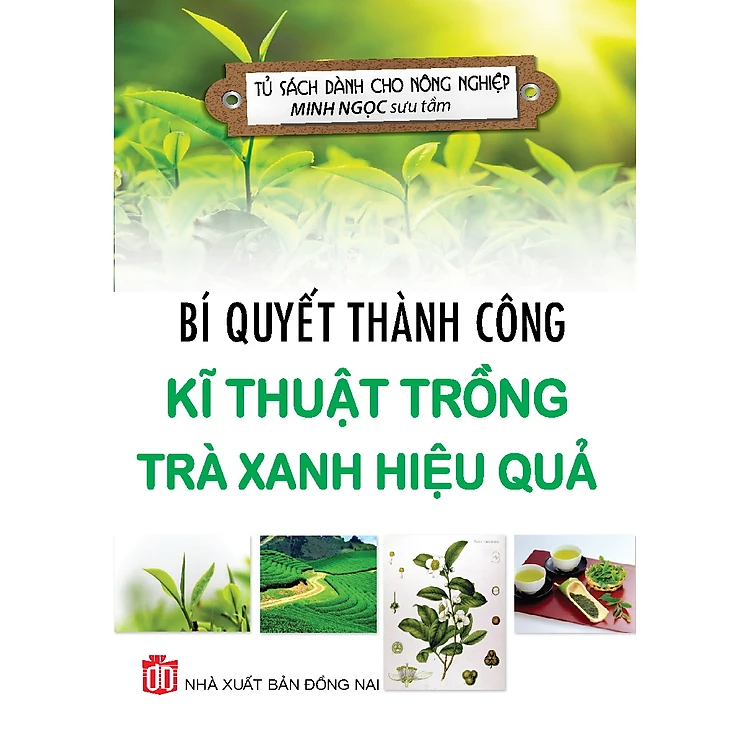 TỦ SÁCH DÀNH CHO NÔNG NGHIỆP
MINH NGỌC sưu tầm
BÍ QUYẾT THÀNH CÔNG
KĨ THUẬT TRỒNG
TRÀ XANH HIỆU QUẢ
NHÀ XUẤT BẢN ĐỒNG NAI